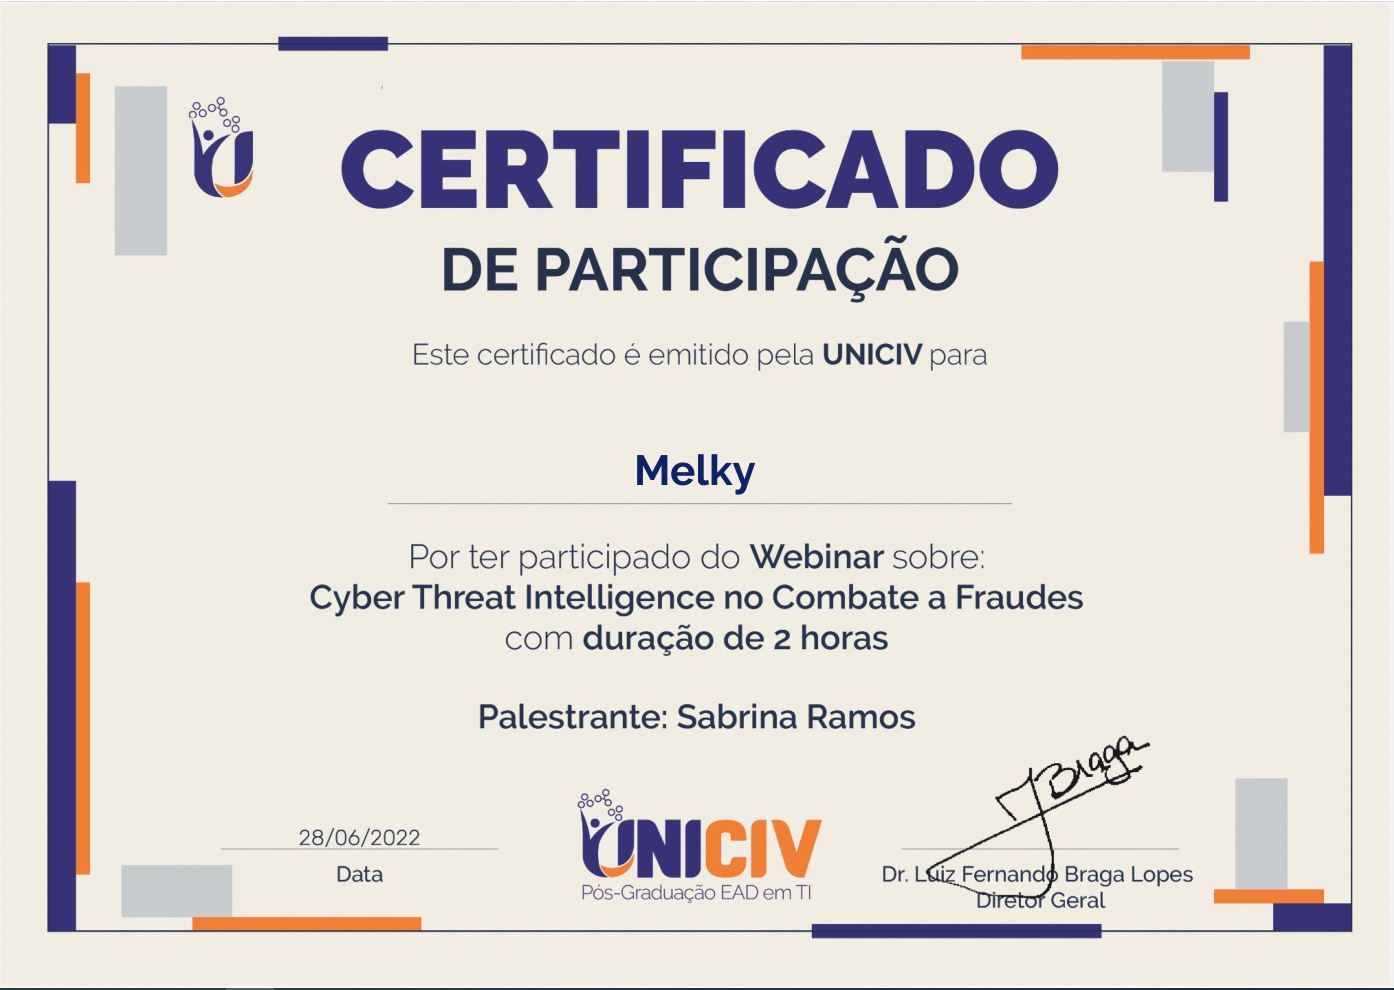 CERTIFICADO
DE PARTICIPAÇÃO
Este certificado é emitido pela UNICIV para
Melky
Por ter participado do Webinar sobre:
Cyber Threat Intelligence no Combate a Fraudes
com duração de 2 horas
Palestrante: Sabrina Ramos
Braga
28/06/2022
Data
UNICIV
Pós-Graduação EAD em TI
Dr. Luiz Fernando Braga Lopes
Diretor Geral